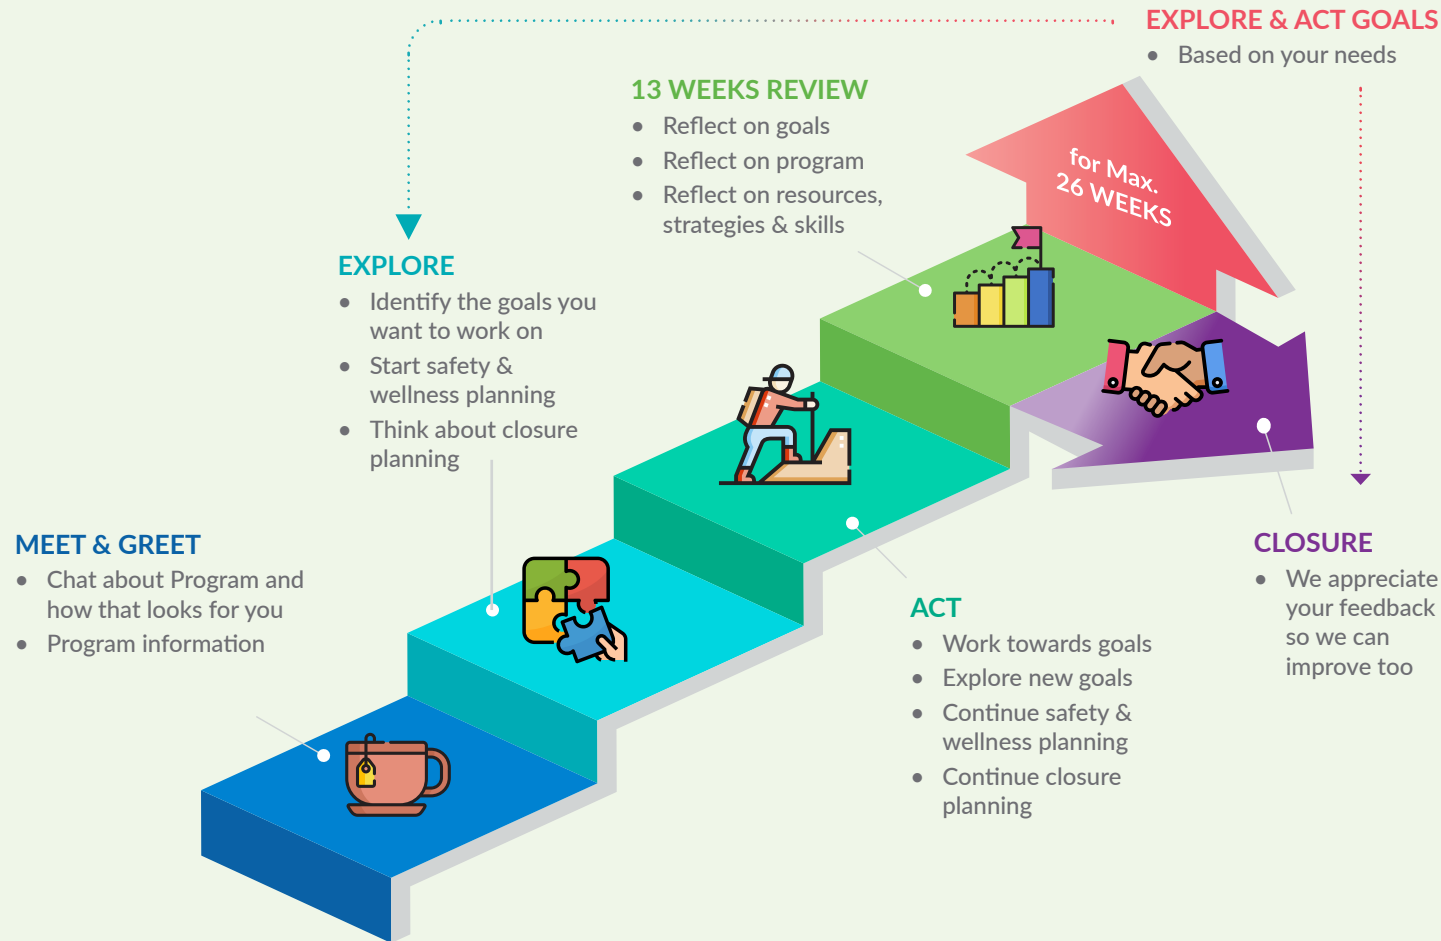 EXPLORE & ACT GOALS
• Based on your needs
13 WEEKS REVIEW
• Reflect on goals
• Reflect on program
• Reflect on resources,
strategies & skills
for Max.
26 WEEKS
EXPLORE
• Identify the goals you
want to work on
• Start safety &
wellness planning
• Think about closure
planning
MEET & GREET
• Chat about Program and
how that looks for you
• Program information
ACT
• Work towards goals
• Explore new goals
• Continue safety &
wellness planning
• Continue closure
planning
CLOSURE
• We appreciate
your feedback
so we can
improve too